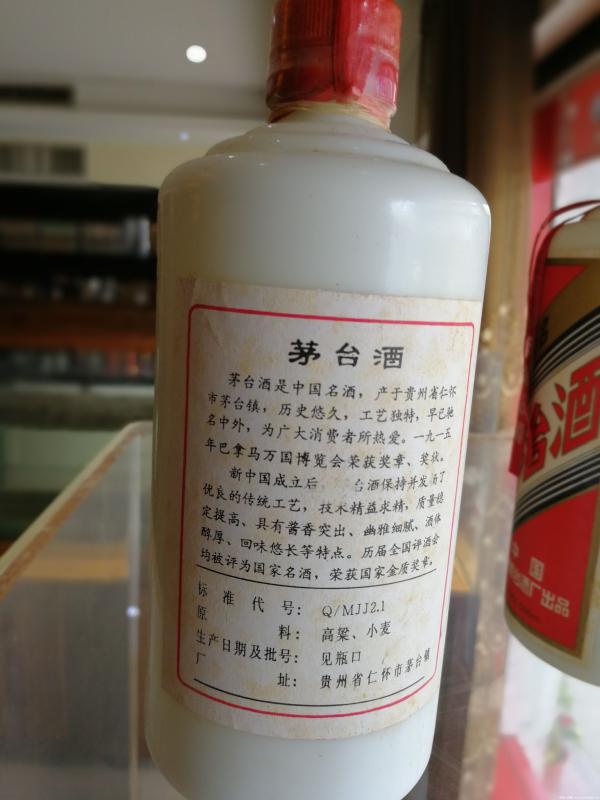 茅台酒
茅台酒是中国名酒，产于贵州省仁怀
市茅台镇，历史悠久，工艺独特，早已驰
名中外，为广大消费者所热爱。一九一五
年巴拿马万国博览会荣获奖章、奖状。
新中国成立后， 台酒保持并发 了
优良的传统工艺，技术精益求精，质量稳
定提高、具有酱香突出、幽雅细腻、酒体
醇厚、回味悠长等特点。历届全国评酒会
均被评为国家名酒，荣获国家金质奖章。
标准代号： Q/MJJ2.1
原料： 高粱、小麦
生产日期及批号： 见瓶口
厂址： 贵州省仁怀市茅台镇
酒
中国
酒厂出品